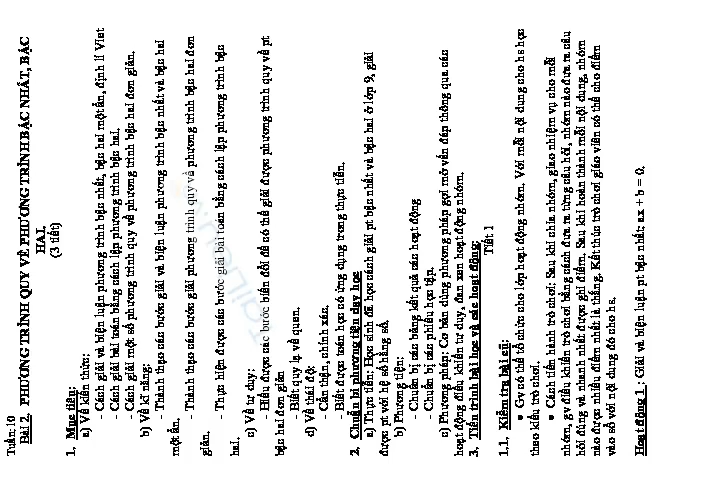 Tuần:10
Bài 2. PHƯƠNG TRÌNH QUY VỀ PHƯƠNG TRÌNH BẬC NHẤT, BẬC
HAI.
(3 tiết)
1. Mục tiêu:
a) Về kiến thức:
- Cách giải và biện luận phương trình bậc nhất, bậc hai một ẩn, định lí Viet
- Cách giải bài toán bằng cách lập phương trình bậc hai.
- Cách giải một số phương trình quy về phương trình bậc hai đơn giản.
b) Về kĩ năng:
- Thành thạo các bước giải và biện luận phương trình bậc nhất và bậc hai
một ẩn.
- Thành thạo các bước giải phương trình quy về phương trình bậc hai đơn
giản.
- Thực hiện được các bước giải bài toán bằng cách lập phương trình bậc
hai.
c) Về tư duy:
- Hiểu được các bước biến đổi để có thể giải được phương trình quy về pt
bậc hai đơn giản
- Biết quy lạ về quen.
d) Về thái độ:
- Cẩn thận, chính xác.
- Biết được toán học có ứng dụng trong thực tiễn.
2. Chuẩn bị phương tiện dạy học
a) Thực tiễn: Học sinh đã học cách giải pt bậc nhất và bậc hai ở lớp 9, giải
được pt với hệ số bằng số.
b) Phương tiện:
- Chuẩn bị các bảng kết quả các hoạt động
- Chuẩn bị các phiếu học tập.
c) Phương pháp: Cơ bản dùng phương pháp gợi mở vấn đáp thông qua các
hoạt động điều khiển tư duy, đan xen hoạt động nhóm.
3. Tiến trình bài học và các hoạt động:
Tiết 1
1.1. Kiểm tra bài cũ:
• Gv có thể tổ chức cho lớp hoạt động nhóm. Với mỗi nội dung cho hs học
theo kiểu trò chơi.
• Cách tiến hành trò chơi: Sau khi chia nhóm, giao nhiệm vụ cho mỗi
nhóm, gv điều khiển trò chơi bằng cách đưa ra từng câu hỏi, nhóm nào đưa ra câu
hỏi đúng và nhanh nhất được ghi điểm. Sau khi hoàn thành mỗi nội dung, nhóm
nào được nhiều điểm nhất là thắng. Kết thúc trò chơi giáo viên có thể cho điểm
vào sổ với nội dung đó cho hs.
Hoạt động 1 : Giải và biện luận pt bậc nhất: ax + b = 0.